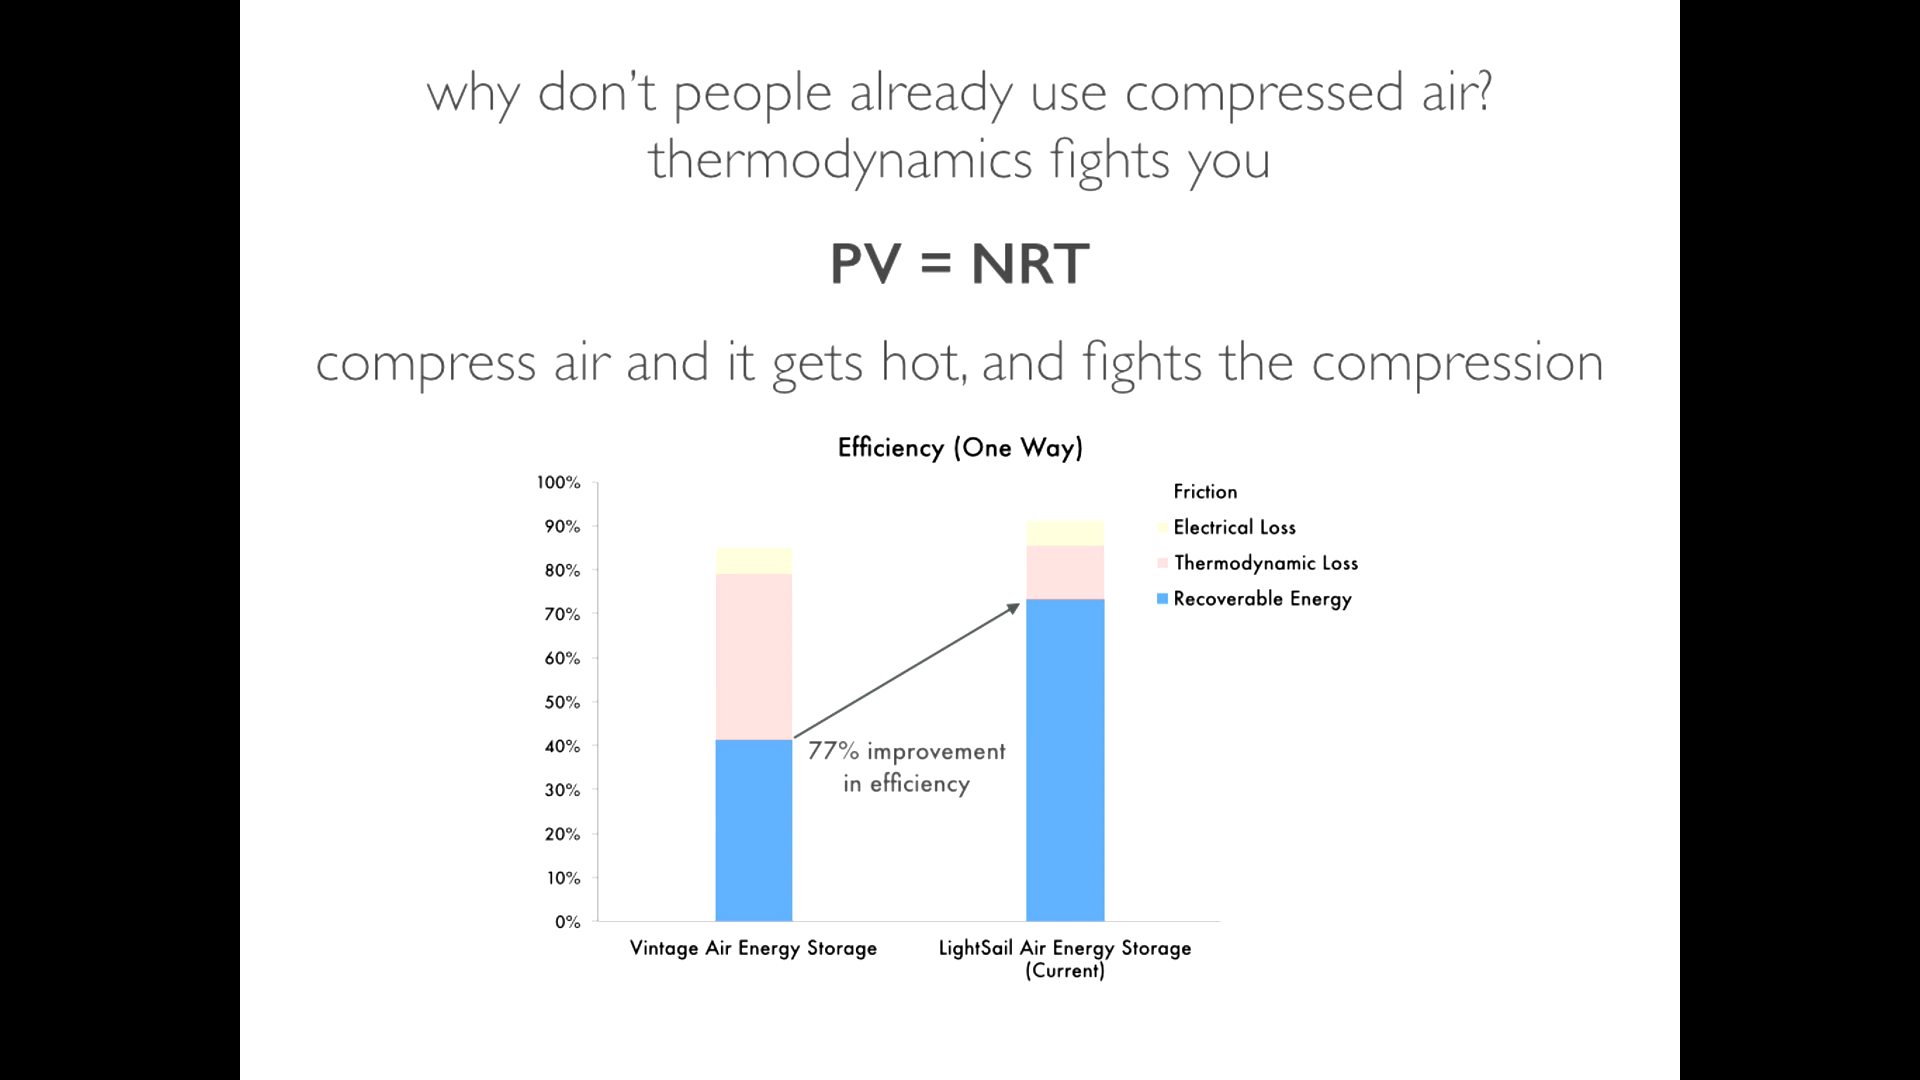 why don't people already use compressed air?
thermodynamics fights you
PV = NRT
compress air and it gets hot, and fights the compression
Efficiency (One Way)
100%
90%
80%
70%
60%
50%
40%
30%
20%
10%
0%
Friction
Electrical Loss
Thermodynamic Loss
Recoverable Energy
77% improvement
in efficiency
Vintage Air Energy Storage
LightSail Air Energy Storage
(Current)